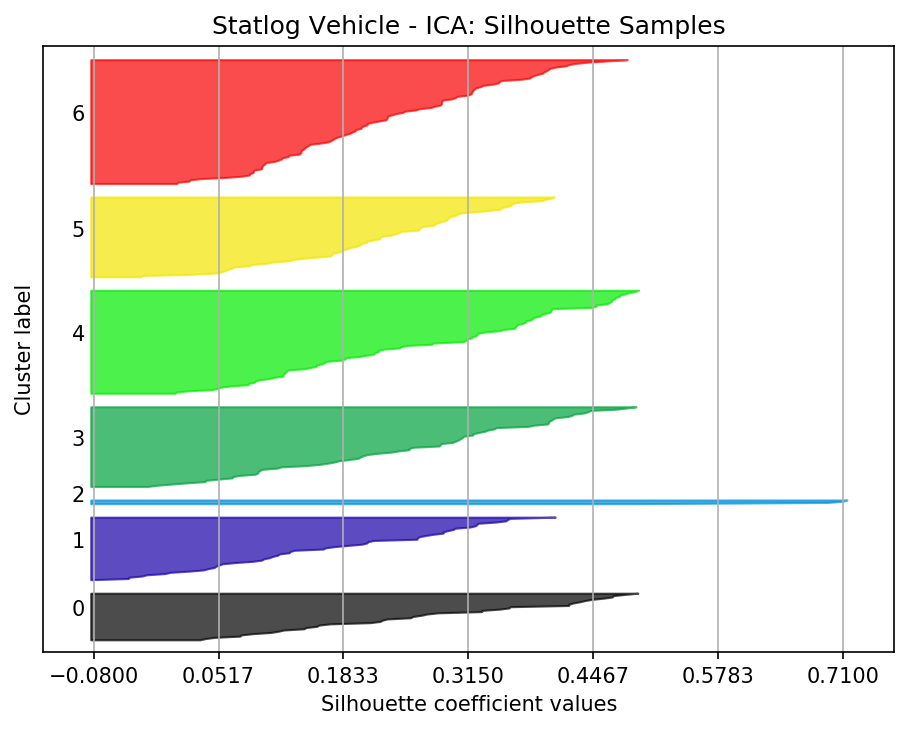 Statlog Vehicle - ICA: Silhouette Samples
6
5
4
3
2
1
0
Cluster label
−0.0800 0.0517 0.1833 0.3150 0.4467 0.5783 0.7100
Silhouette coefficient values